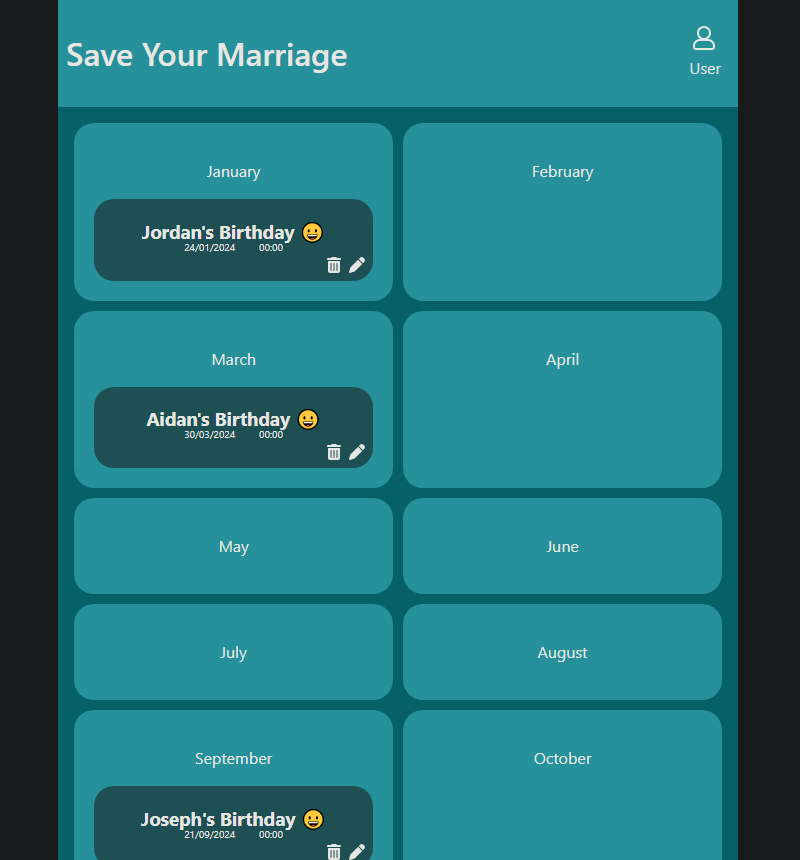 Save Your Marriage
User
January
February
Jordan's Birthday 😀
24/01/2024 00:00
March
April
Aidan's Birthday 😀
30/03/2024 00:00
May
June
July
August
September
October
Joseph's Birthday 😀
21/09/2024 00:00